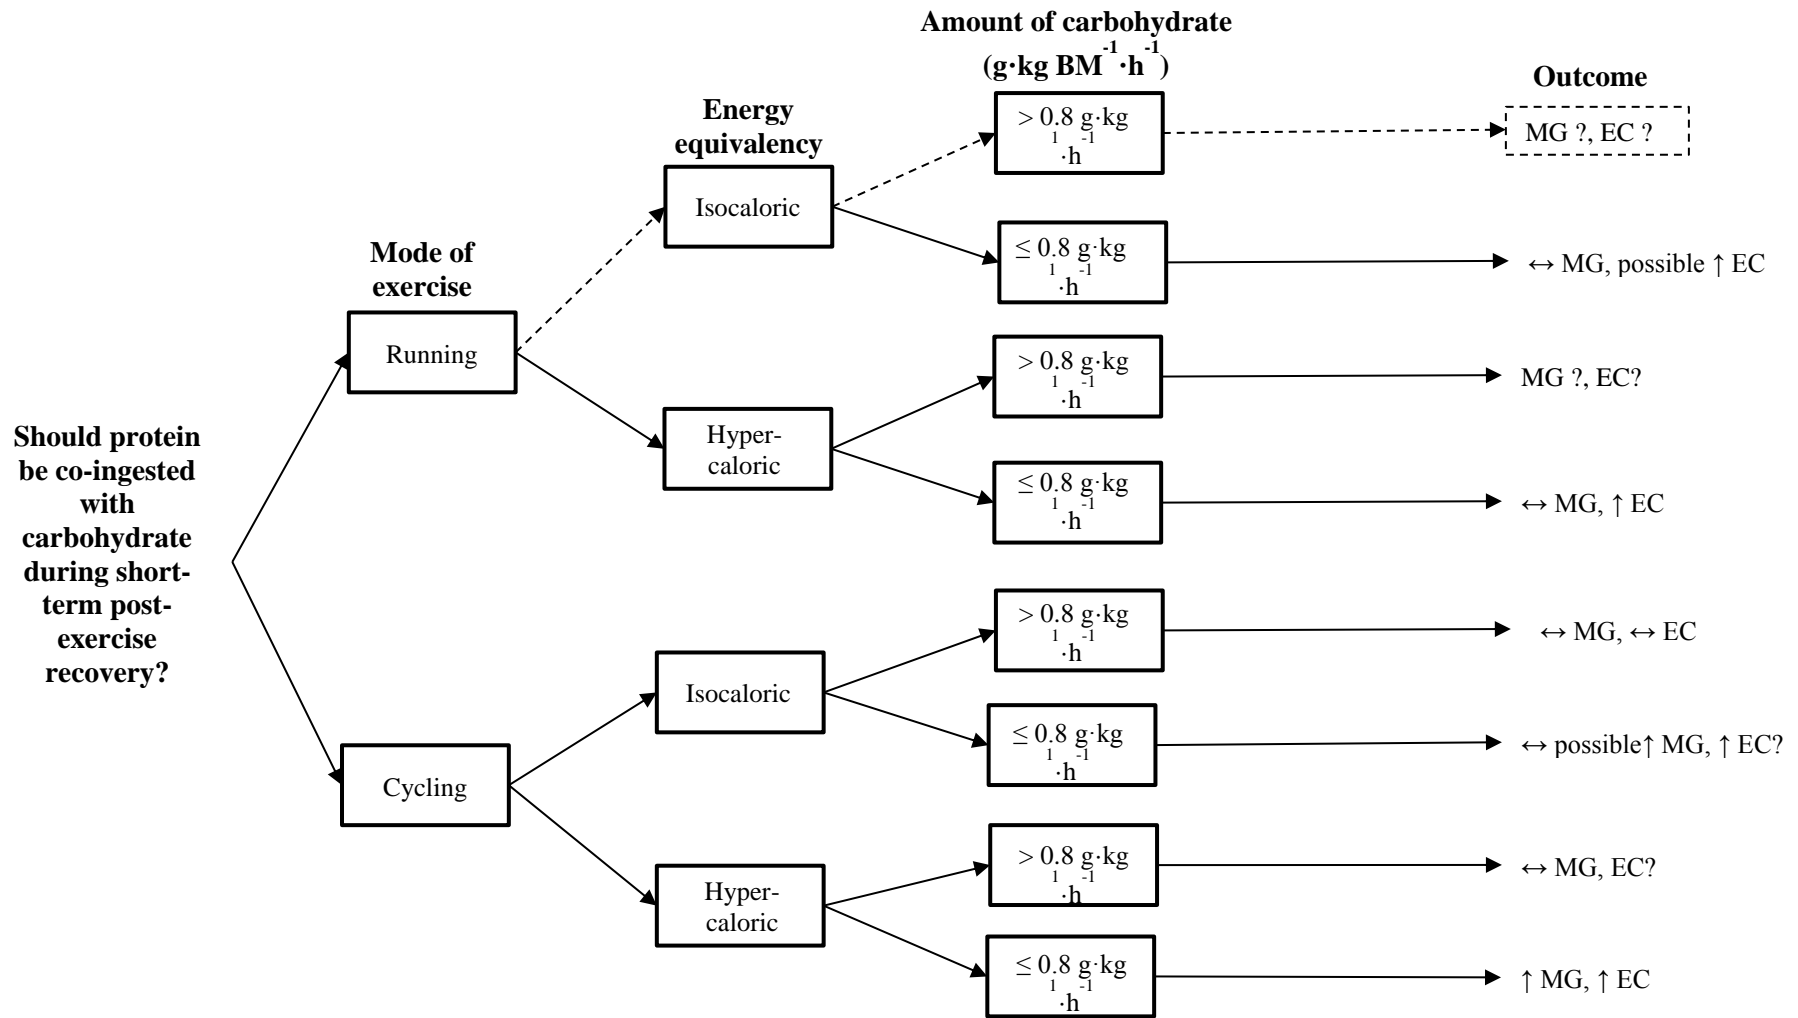 Amount of carbohydrate
(g·kg BM⁻¹·h⁻¹)
Outcome
Energy
equivalency
Mode of
exercise
Should protein
be co-ingested
with
carbohydrate
during short-
term post-
exercise
recovery?
Running
Cycling
Isocaloric
Hyper-
caloric
Isocaloric
Hyper-
caloric
> 0.8 g·kg
1 -1
·h
MG ?, EC ?
≤ 0.8 g·kg
1 -1
·h
↔ MG, possible ↑ EC
> 0.8 g·kg
1 -1
·h
MG ?, EC?
≤ 0.8 g·kg
1 -1
·h
↔ MG, ↑ EC
> 0.8 g·kg
1 -1
·h
↔ MG, ↔ EC
≤ 0.8 g·kg
1 -1
·h
↔ possible↑ MG, ↑ EC?
> 0.8 g·kg
1 -1
·h
↔ MG, EC?
≤ 0.8 g·kg
1 -1
·h
↑ MG, ↑ EC